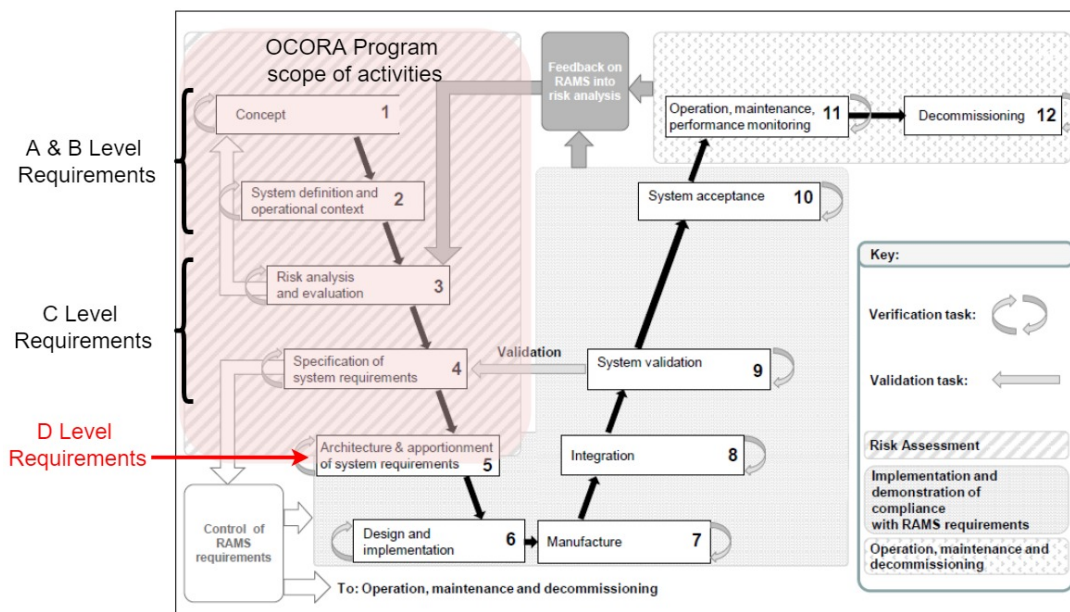 OCORA Program
scope of activities
A & B Level
Requirements
C Level
Requirements
D Level
Requirements
Concept 1
System definition and
operational context 2
Risk analysis
and evaluation 3
Specification of
system requirements 4
Architecture & apportionment
of system requirements 5
Design and
implementation 6
Manufacture 7
Integration 8
System validation 9
Validation
System acceptance 10
Operation, maintenance,
performance monitoring 11
Decommissioning 12
Feedback on
RAMS into
risk analysis
Control of
RAMS
requirements
To: Operation, maintenance and decommissioning
Key:
Verification task:
Validation task:
Risk Assessment
Implementation and
demonstration of
compliance
with RAMS requirements
Operation, maintenance and
decommissioning